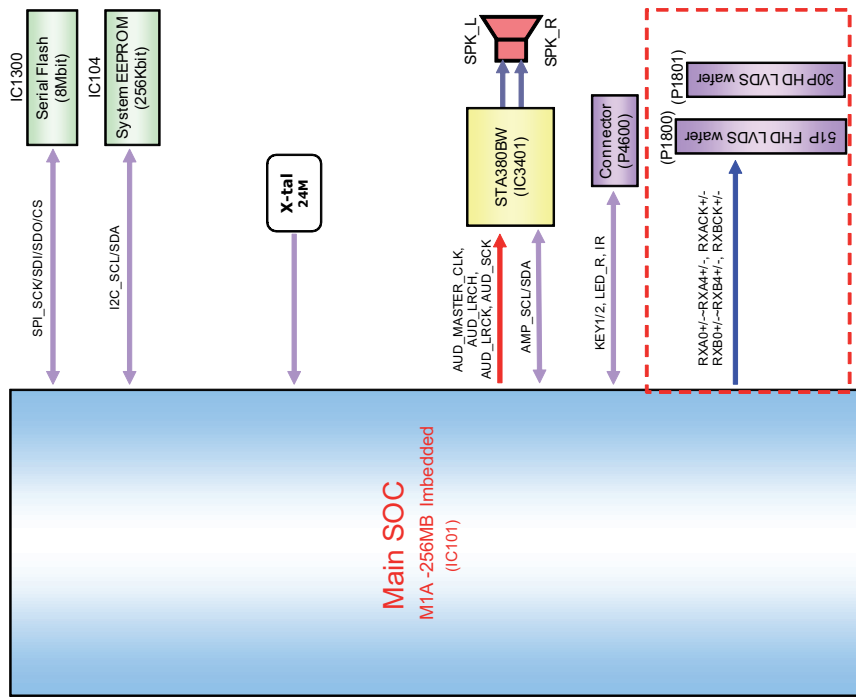 IC1300
Serial Flash
(8Mbit)
SPI_SCK/SDI/SDO/CS
IC104
System EEPROM
(256Kbit)
I2C_SCL/SDA
X-tal
24M
SPK_L
SPK_R
STA380BW
(IC3401)
AUD_MASTER_CLK,
AUD_LRCH,
AUD_LRCK, AUD_SCK
AMP_SCL/SDA
Connector
(P4600)
KEY1/2, LED_R, IR
(P1800)
51P FHD LVDS wafer
(P1801)
30P HD LVDS wafer
RXA0+/-~RXA4+/-, RXACK+/-
RXB0+/-~RXB4+/-, RXBCK+/-
Main SOC
M1A -256MB Imbedded
(IC101)